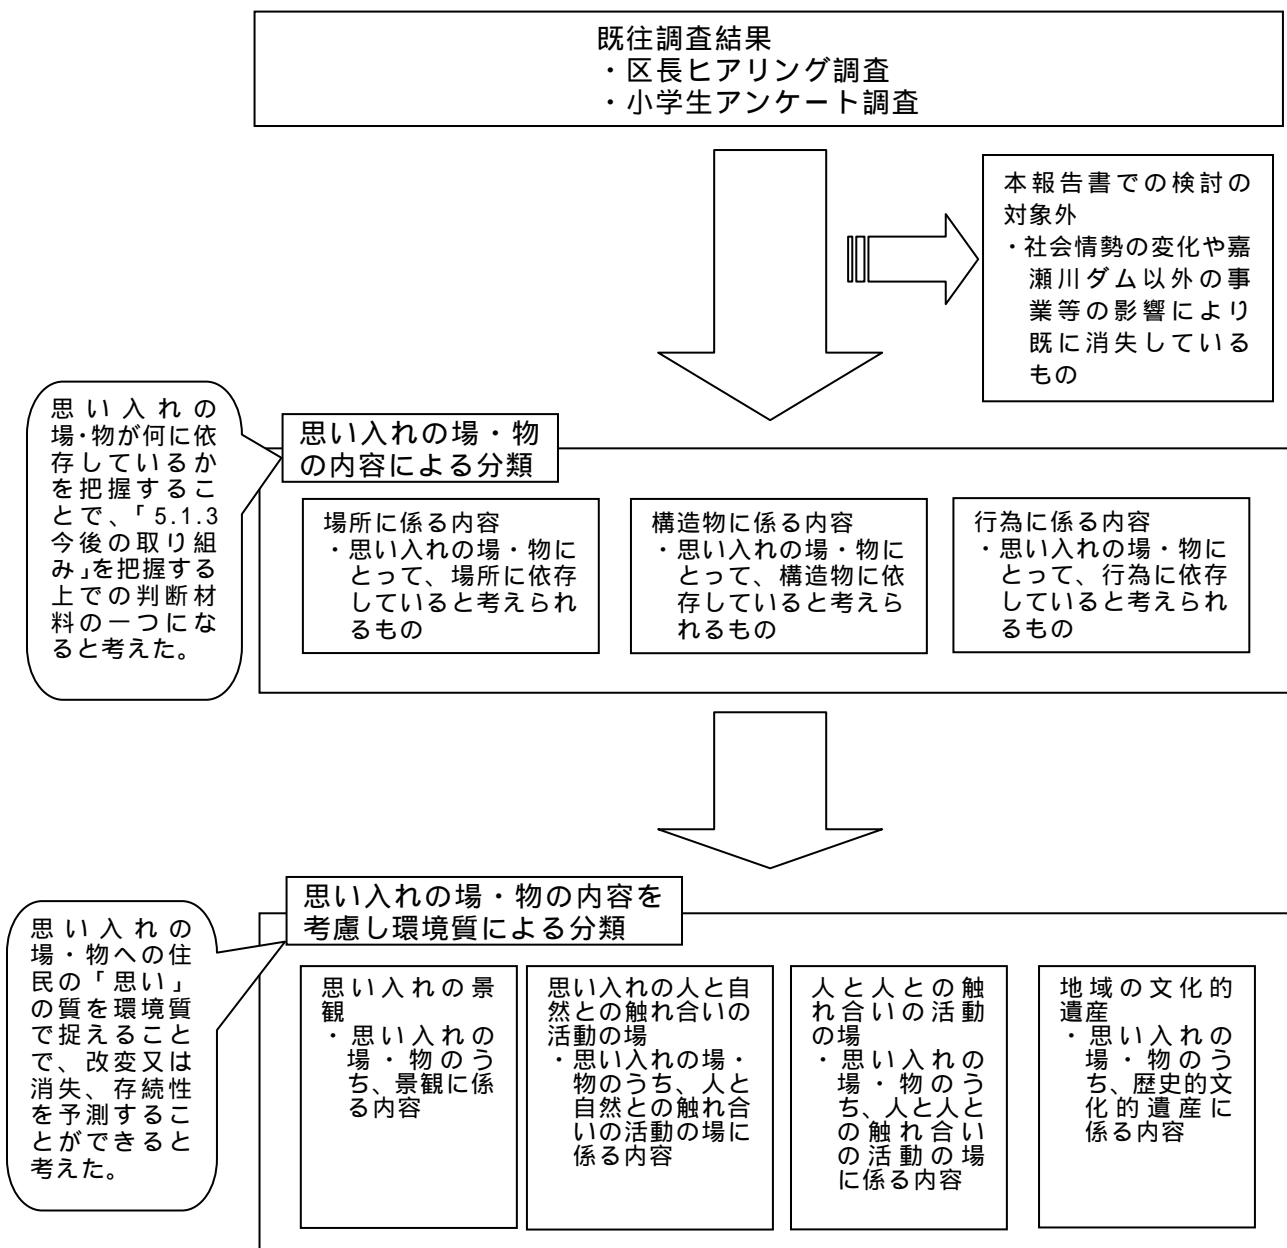 既往調査結果
・区長ヒアリング調査
・小学生アンケート調査
本報告書での検討の
対象外
・社会情勢の変化や嘉
瀬川ダム以外の事
業等の影響により
既に消失している
もの
思い入れの
場・物が何に依
存しているか
を把握するこ
とで、「5.1.3
今後の取り組
み」を把握する
上での判断材
料の一つにな
ると考えた。
思い入れの場・物
の内容による分類
場所に係る内容
・思い入れの場・物に
とって、場所に依存
していると考えられ
るもの
構造物に係る内容
・思い入れの場・物に
とって、構造物に依
存していると考えら
れるもの
行為に係る内容
・思い入れの場・物に
とって、行為に依存
していると考えられ
るもの
思い入れの場・物の内容を
考慮し環境質による分類
思い入れの
場・物への住
民の「思い」
の質を環境質
で捉えること
で、改変又は
消失、存続性
を予測するこ
とができると
考えた。
思い入れの景
観
・思い入れの
場・物のう
ち、景観に係
る内容
思い入れの人と自
然との触れ合いの
活動の場
・思い入れの場・
物のうち、人と
自然との触れ合
いの活動の場に
係る内容
人と人との触
れ合いの活動
の場
・思い入れの
場・物のう
ち、人と人と
の触れ合い
の活動の場
に係る内容
地域の文化的
遺産
・思い入れの
場・物のう
ち、歴史的文
化的遺産に
係る内容